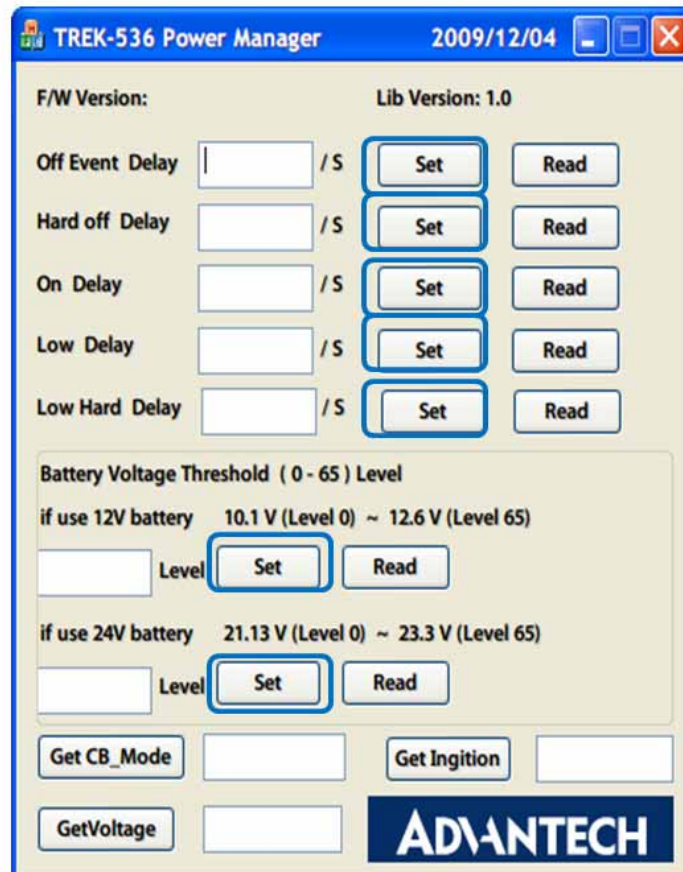 TREK-536 Power Manager 2009/12/04
F/W Version: Lib Version: 1.0
Off Event Delay / S Set Read
Hard off Delay / S Set Read
On Delay / S Set Read
Low Delay / S Set Read
Low Hard Delay / S Set Read
Battery Voltage Threshold ( 0 - 65 ) Level
if use 12V battery 10.1 V (Level 0) ~ 12.6 V (Level 65)
Level Set Read
if use 24V battery 21.13 V (Level 0) ~ 23.3 V (Level 65)
Level Set Read
Get CB_Mode Get Ingition
GetVoltage ADVANTECH